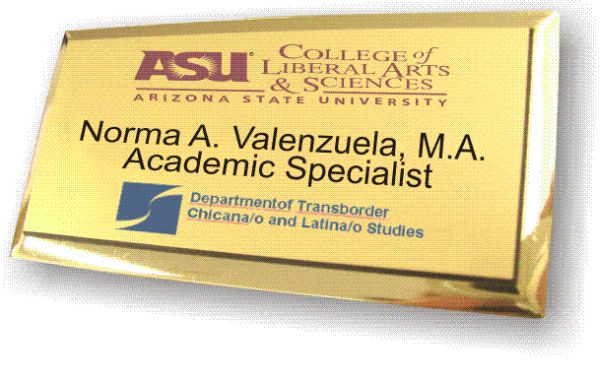 ASU College of
Liberal Arts
& Sciences
ARIZONA STATE UNIVERSITY
Norma A. Valenzuela, M.A.
Academic Specialist
Departmentof Transborder
Chicana/o and Latina/o Studies